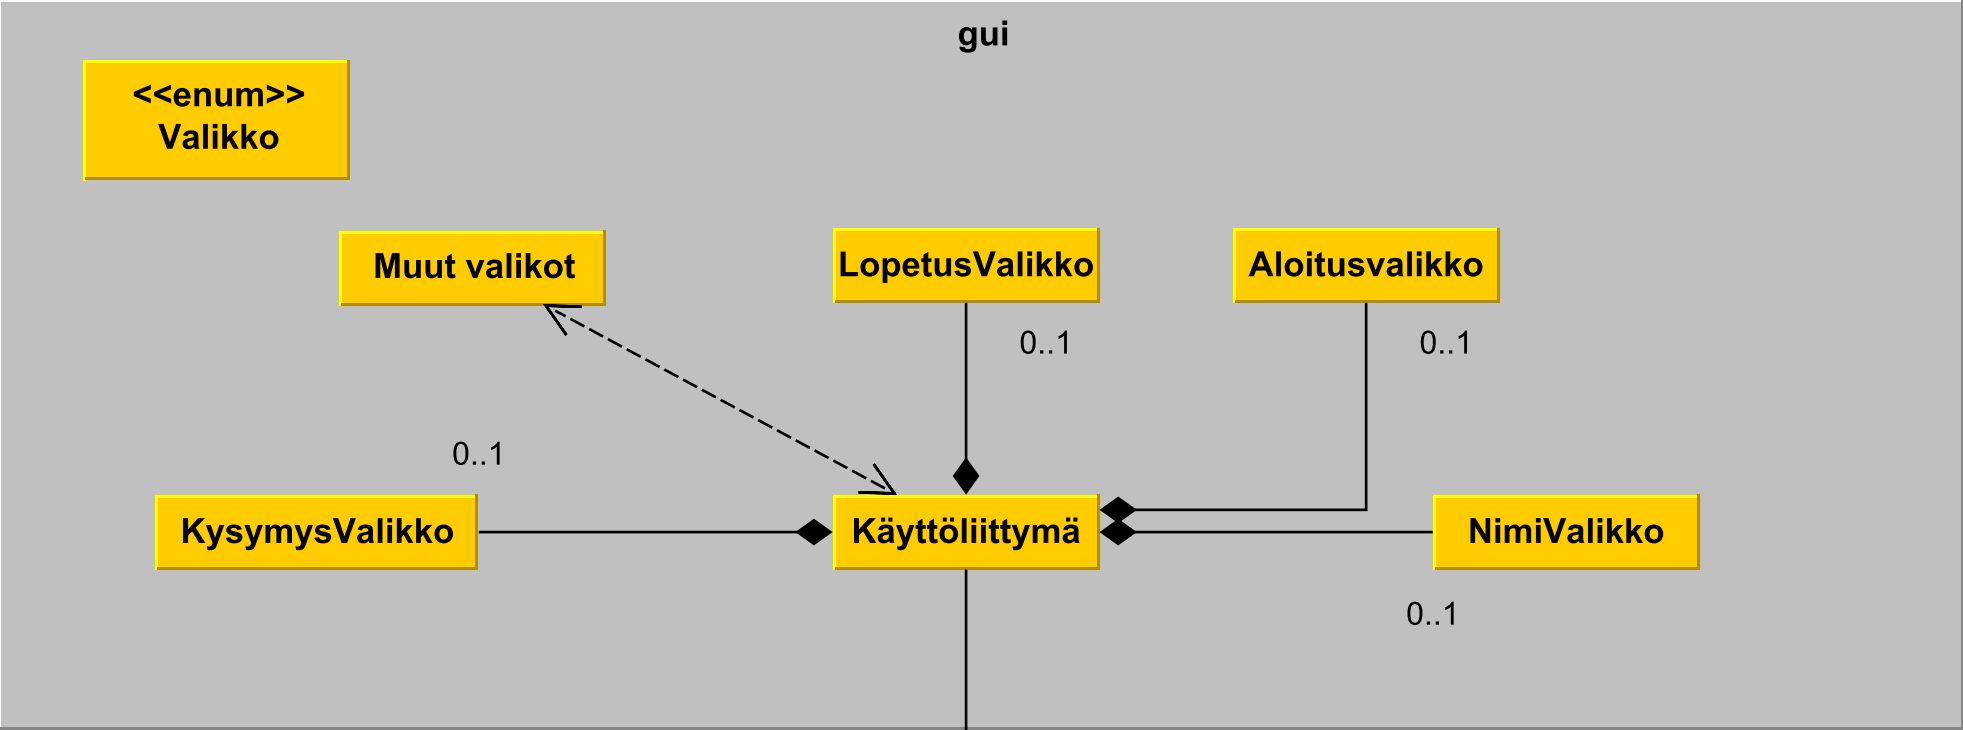 gui
<<enum>>
Valikko
Muut valikot
LopetusValikko
Aloitusvalikko
0..1
0..1
0..1
KysymysValikko
Käyttöliittymä
NimiValikko
0..1